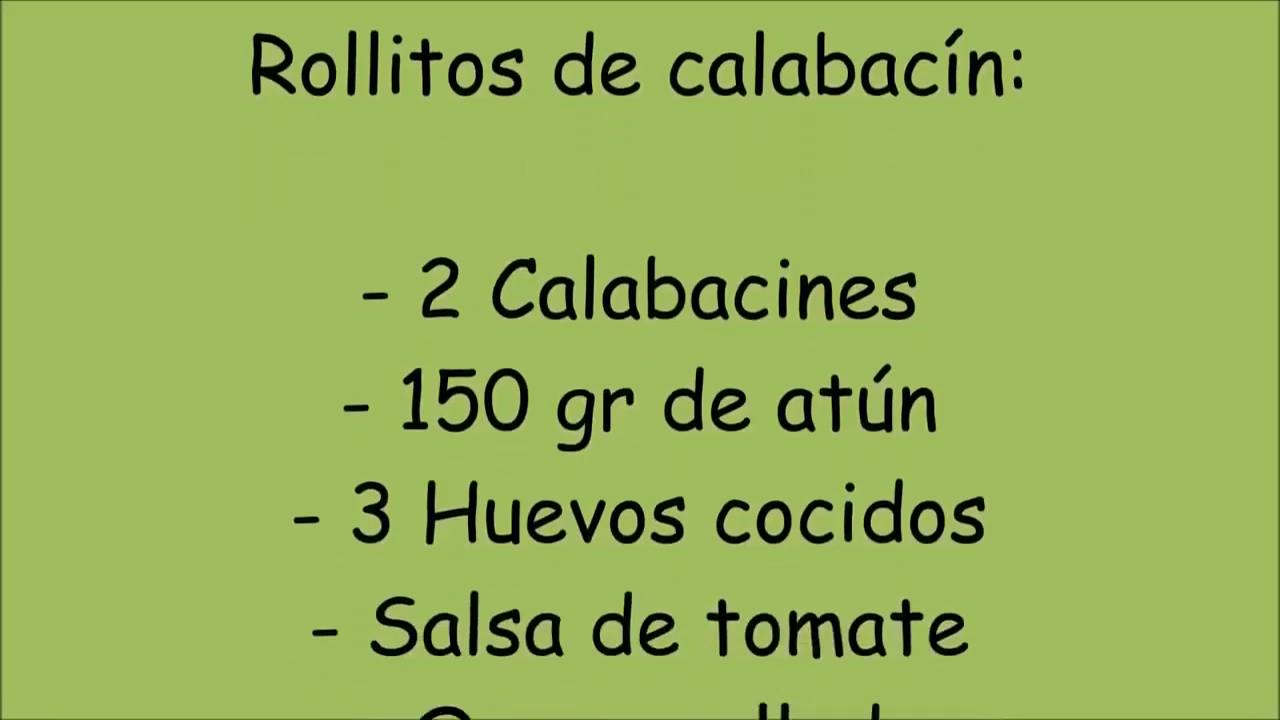 Rollitos de calabacín:
- 2 Calabacines
- 150 gr de atún
- 3 Huevos cocidos
- Salsa de tomate